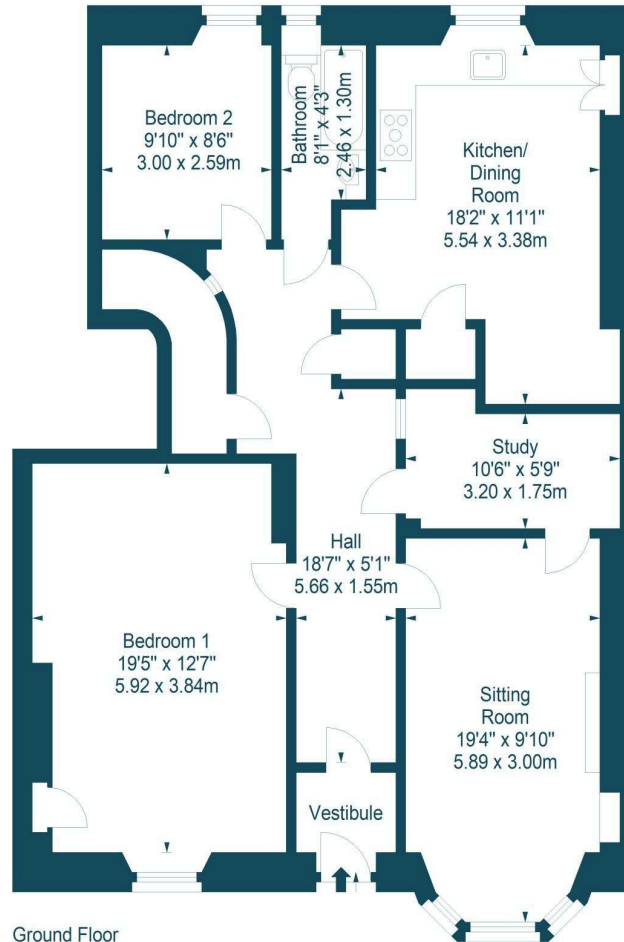 Bedroom 2
9'10" x 8'6"
3.00 x 2.59m
Bathroom
8'1" x 4'3"
2.46 x 1.30m
Kitchen/
Dining
Room
18'2" x 11'1"
5.54 x 3.38m
Study
10'6" x 5'9"
3.20 x 1.75m
Hall
18'7" x 5'1"
5.66 x 1.55m
Bedroom 1
19'5" x 12'7"
5.92 x 3.84m
Sitting
Room
19'4" x 9'10"
5.89 x 3.00m
Vestibule
Ground Floor